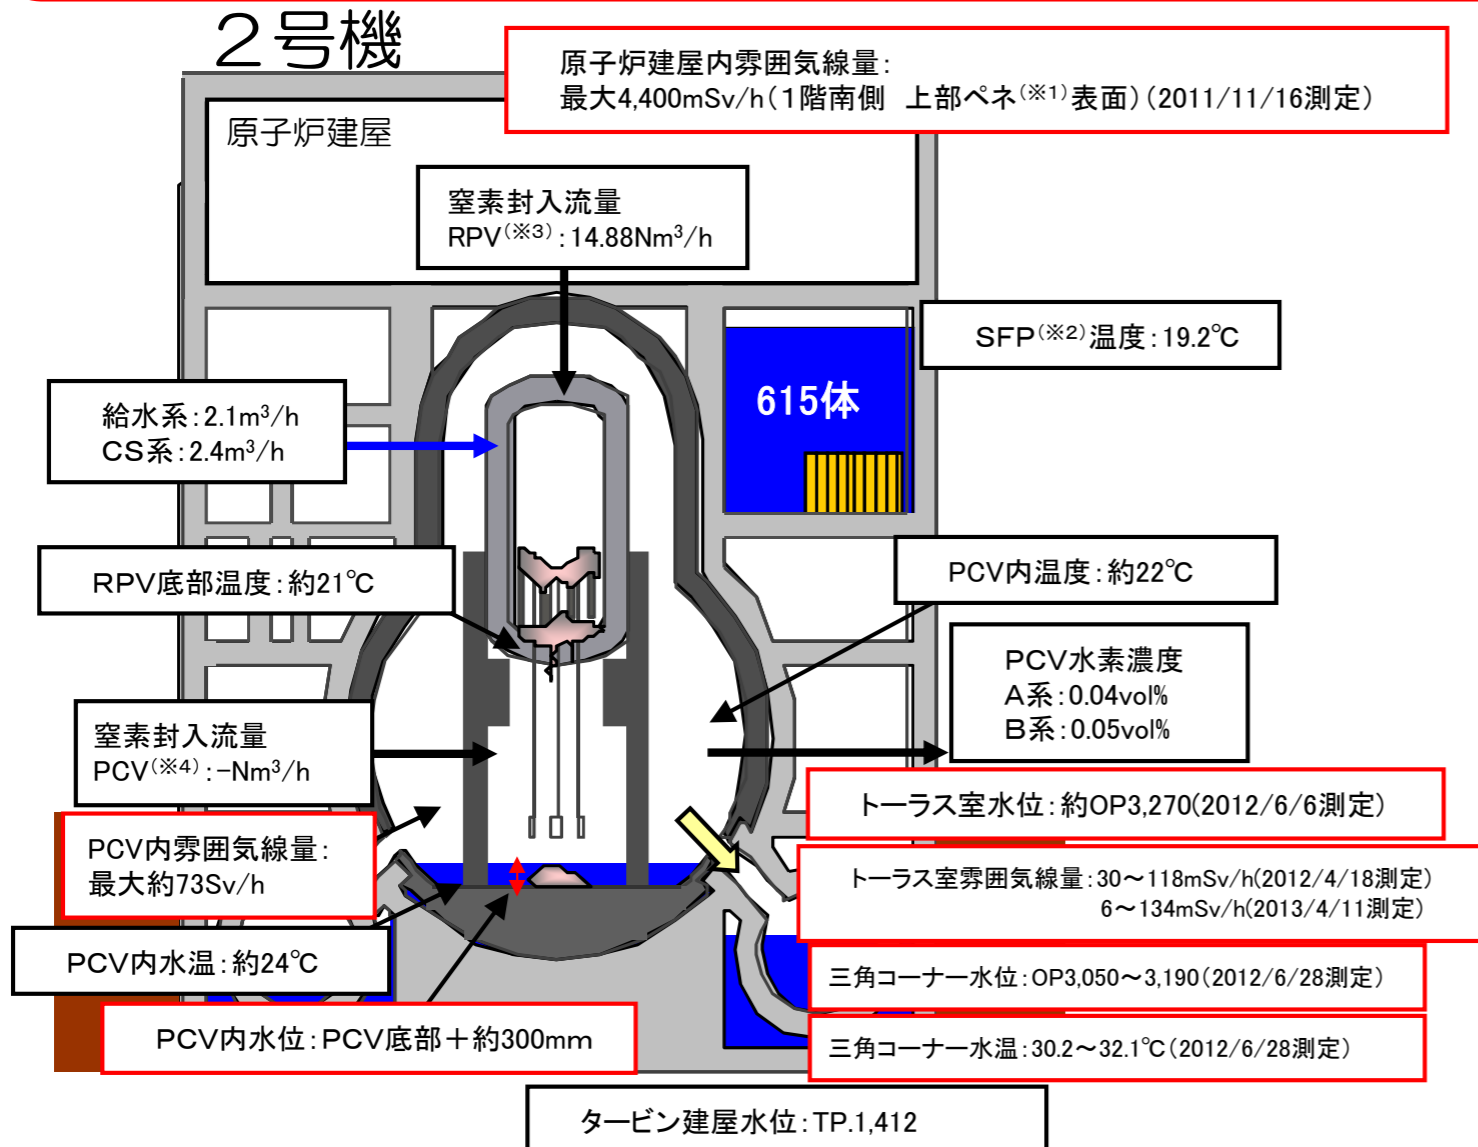 2号機
原子炉建屋内雰囲気線量:
最大4,400mSv/h(1階南側 上部ペネ(※1)表面)(2011/11/16測定)
原子炉建屋
窒素封入流量
RPV(※3):14.88Nm³/h
SFP(※2)温度:19.2℃
615体
給水系:2.1m³/h
CS系:2.4m³/h
RPV底部温度:約21℃
PCV内温度:約22℃
PCV水素濃度
A系:0.04vol%
B系:0.05vol%
窒素封入流量
PCV(※4):-Nm³/h
トーラス室水位:約OP3,270(2012/6/6測定)
PCV内雰囲気線量:
最大約73Sv/h
トーラス室雰囲気線量:30~118mSv/h(2012/4/18測定)
6~134mSv/h(2013/4/11測定)
PCV内水温:約24℃
三角コーナー水位:OP3,050~3,190(2012/6/28測定)
PCV内水位:PCV底部+約300mm
三角コーナー水温:30.2~32.1℃(2012/6/28測定)
タービン建屋水位:TP.1,412